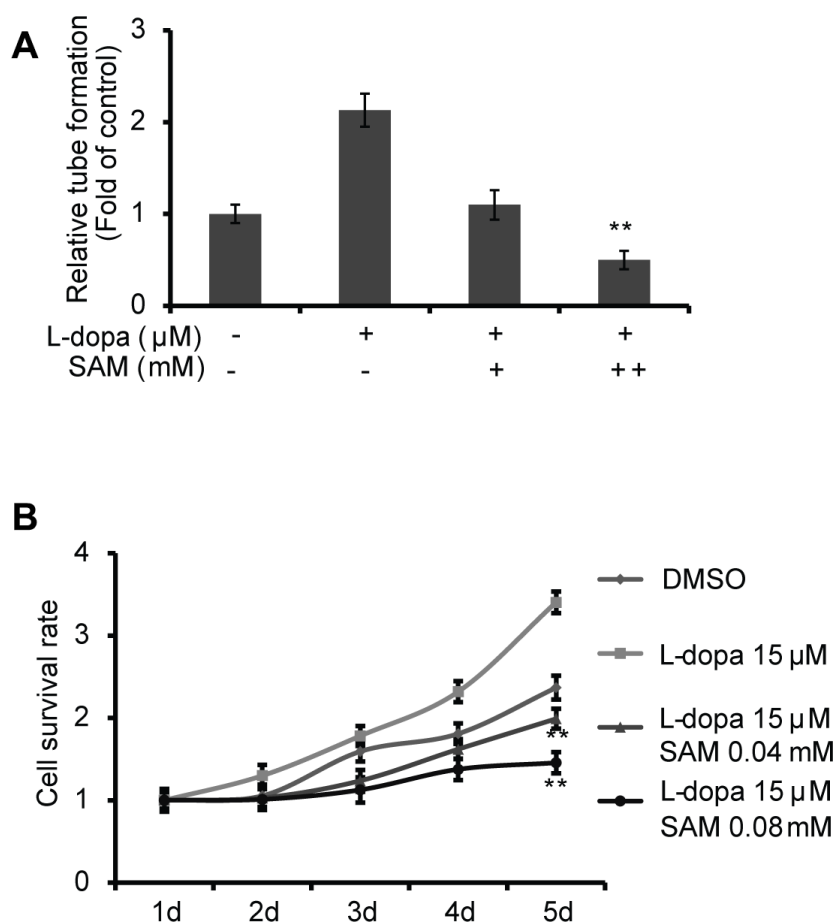 A
Relative tube formation
(Fold of control)
3
2
1
0
**
L-dopa (µM) - + + +
SAM (mM) - - + ++
B
Cell survival rate
4
3
2
1
0
**
**
1d 2d 3d 4d 5d
DMSO
L-dopa 15 µM
L-dopa 15 µM
SAM 0.04 mM
L-dopa 15 µM
SAM 0.08 mM